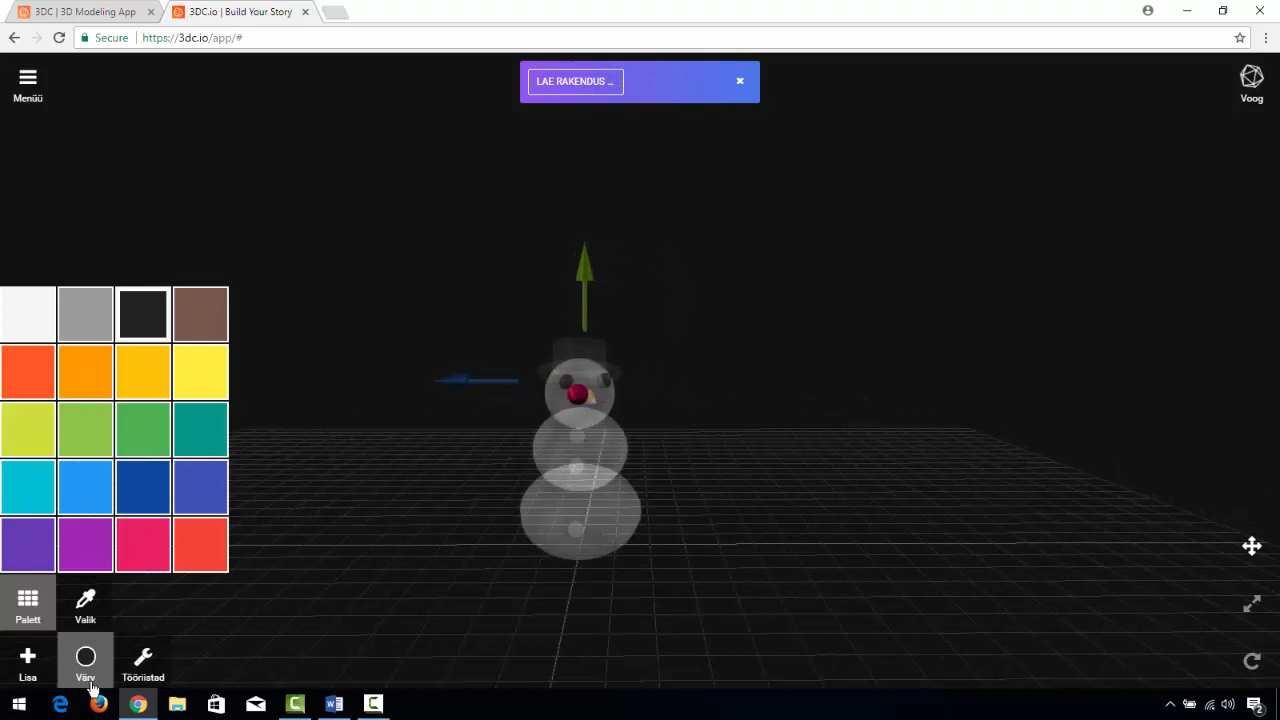 3DC | 3D Modeling App
3DC.io | Build Your Story
Secure
https://3dc.io/app/#
Menüü
LAE RAKENDUS ...
Voog
Palett
Valik
Lisa
Värv
Tööriistad
2